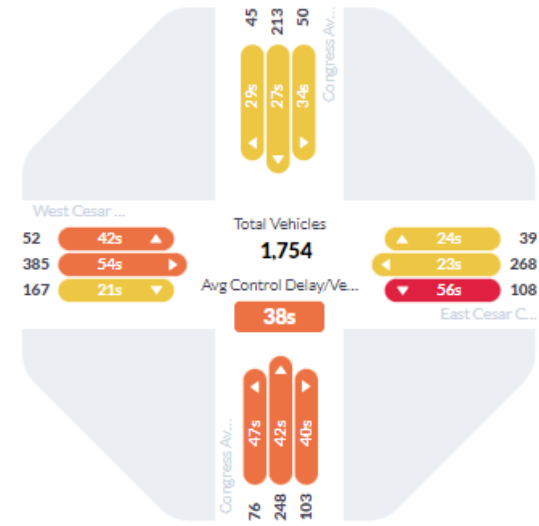 45 213 50
Congress Av...
29s 27s 34s
West Cesar ...
52 42s
385 54s
167 21s
Total Vehicles
1,754
Avg Control Delay/Ve...
38s
24s 39
23s 268
56s 108
East Cesar C...
Congress Av...
47s 42s 40s
76 248 103